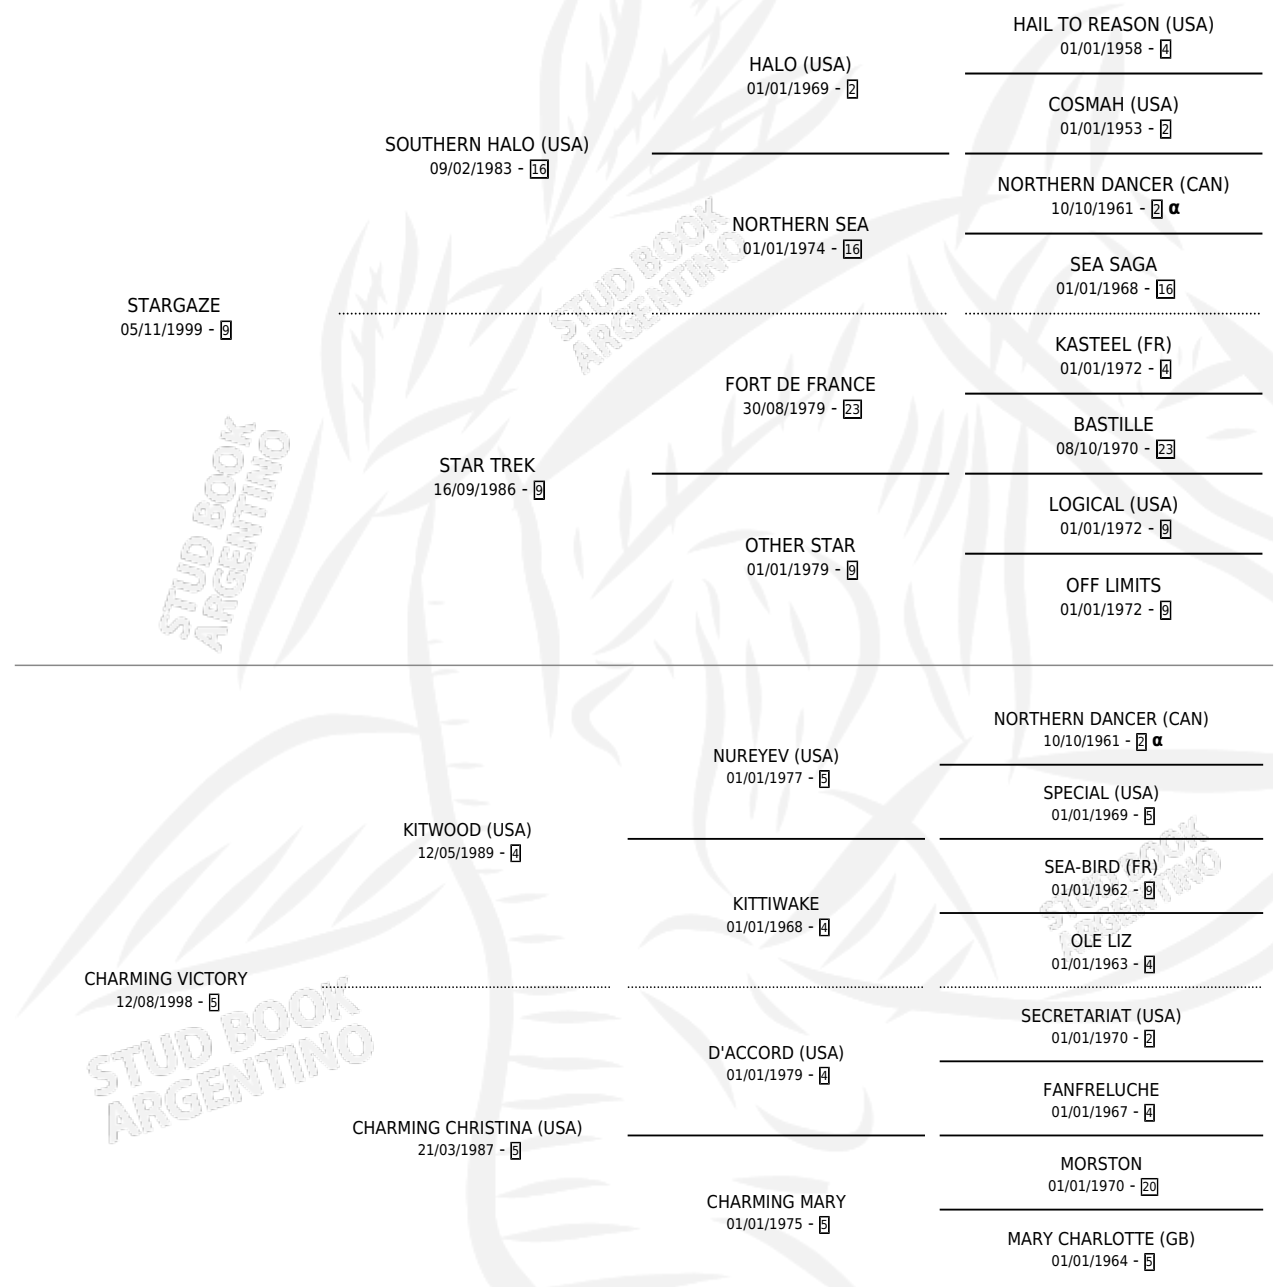 HAIL TO REASON (USA)
01/01/1958 - 4
HALO (USA)
01/01/1969 - 2
COSMAH (USA)
01/01/1953 - 2
SOUTHERN HALO (USA)
09/02/1983 - 16
NORTHERN DANCER (CAN)
10/10/1961 - 2 α
NORTHERN SEA
01/01/1974 - 16
SEA SAGA
01/01/1968 - 16
STARGAZE
05/11/1999 - 9
KASTEEL (FR)
01/01/1972 - 4
FORT DE FRANCE
30/08/1979 - 23
BASTILLE
08/10/1970 - 23
STAR TREK
16/09/1986 - 9
LOGICAL (USA)
01/01/1972 - 9
OTHER STAR
01/01/1979 - 9
OFF LIMITS
01/01/1972 - 9
NORTHERN DANCER (CAN)
10/10/1961 - 2 α
NUREYEV (USA)
01/01/1977 - 5
SPECIAL (USA)
01/01/1969 - 5
KITWOOD (USA)
12/05/1989 - 4
SEA-BIRD (FR)
01/01/1962 - 9
KITTIWAKE
01/01/1968 - 4
OLE LIZ
01/01/1963 - 4
CHARMING VICTORY
12/08/1998 - 5
SECRETARIAT (USA)
01/01/1970 - 2
D'ACCORD (USA)
01/01/1979 - 4
FANFRELUCHE
01/01/1967 - 4
CHARMING CHRISTINA (USA)
21/03/1987 - 5
MORSTON
01/01/1970 - 20
CHARMING MARY
01/01/1975 - 5
MARY CHARLOTTE (GB)
01/01/1964 - 5
STUD BOOK
ARGENTINO
STUD BOOK
ARGENTINO
STUD BOOK
ARGENTINO
STUD BOOK
ARGENTINO